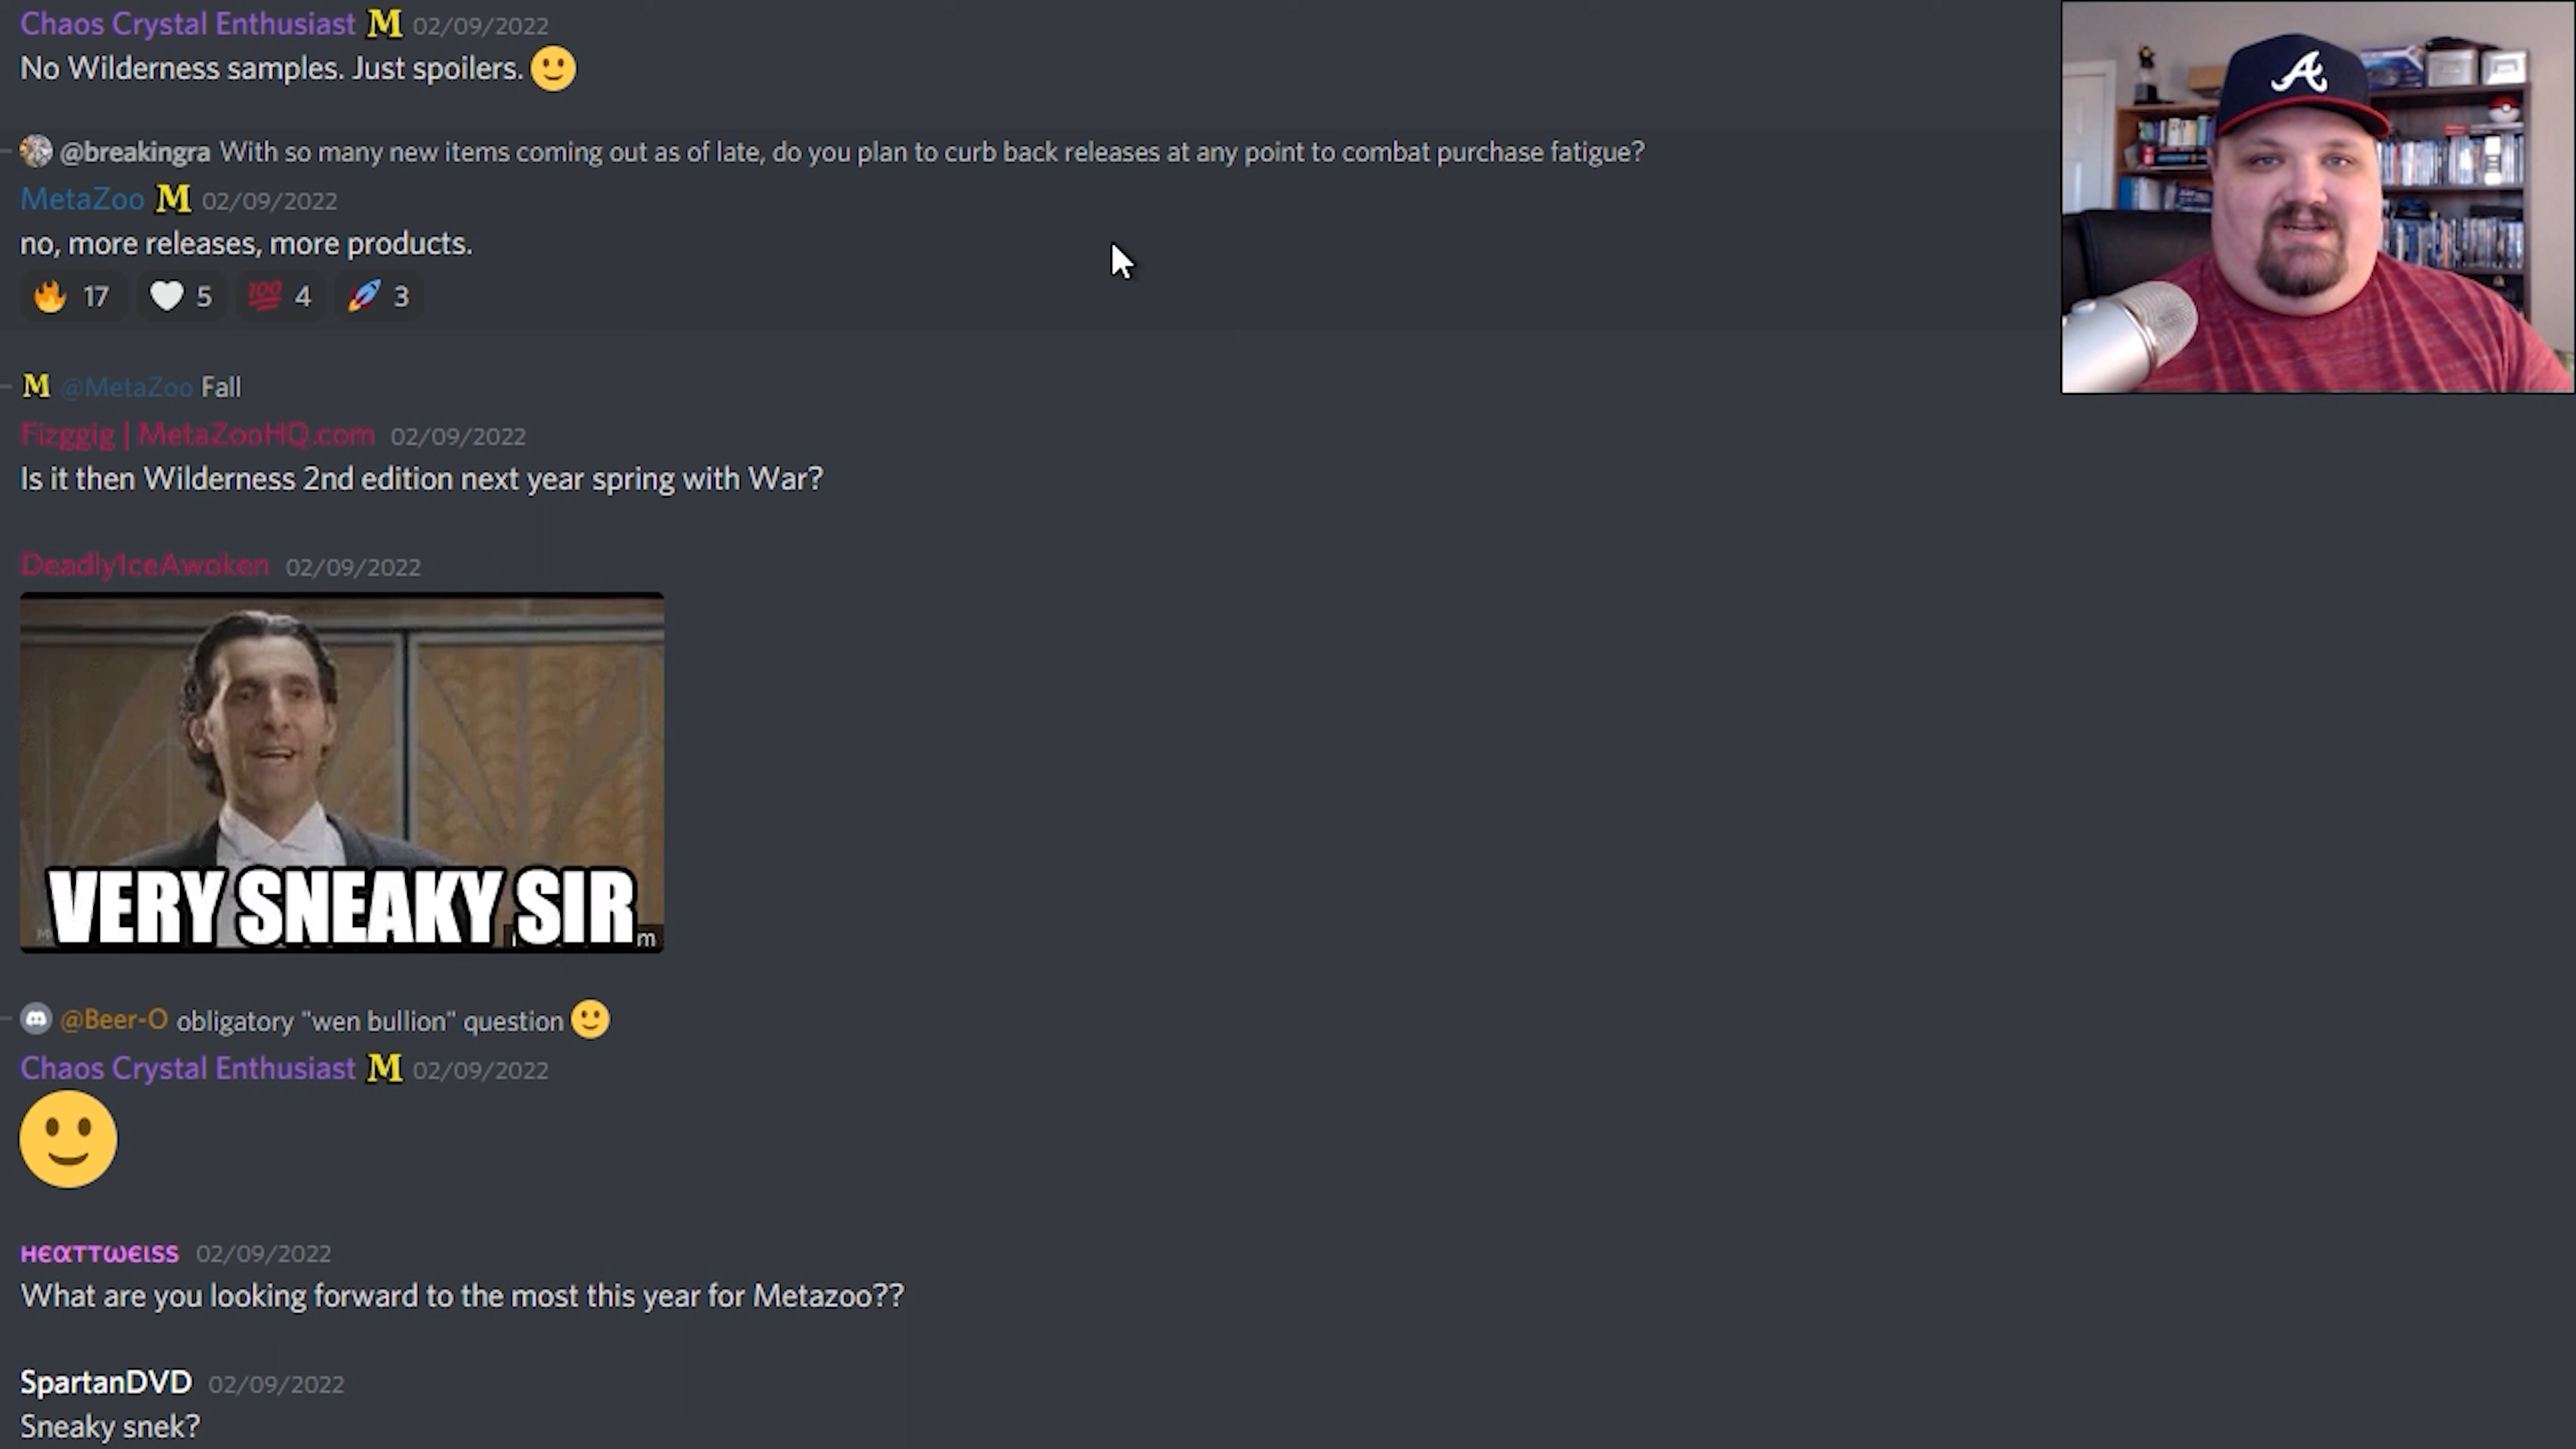 Chaos Crystal Enthusiast M 02/09/2022
No Wilderness samples. Just spoilers. 🙂
@breakingra With so many new items coming out as of late, do you plan to curb back releases at any point to combat purchase fatigue?
MetaZoo M 02/09/2022
no, more releases, more products.
🔥 17 🤍 5 💯 4 🚀 3
M @MetaZoo Fall
Fizggig | MetaZooHQ.com 02/09/2022
Is it then Wilderness 2nd edition next year spring with War?
Deadly1ceAwoken 02/09/2022
VERY SNEAKY SIR
@Beer-O obligatory "wen bullion" question 🙂
Chaos Crystal Enthusiast M 02/09/2022
🙂
нєαттωєιѕѕ 02/09/2022
What are you looking forward to the most this year for Metazoo??
SpartanDVD 02/09/2022
Sneaky snek?
A